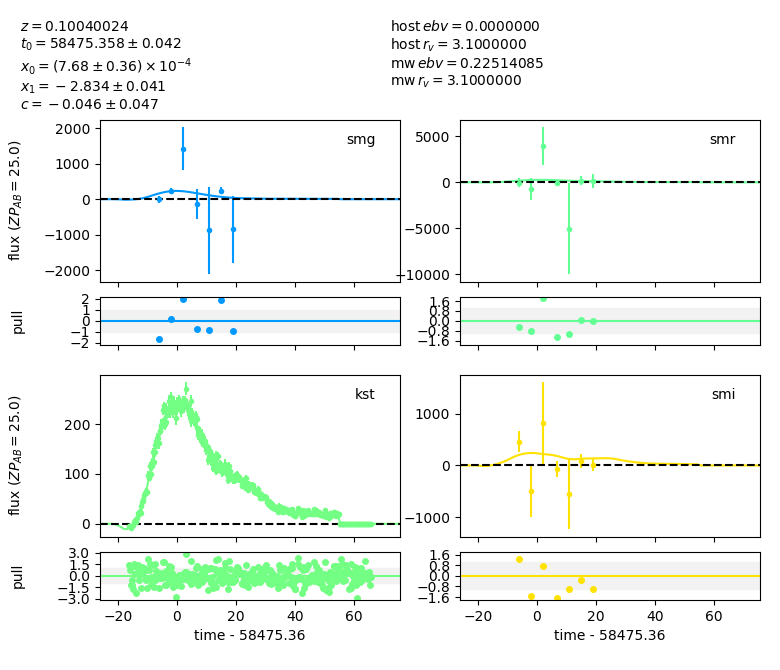 z = 0.10040024
t₀ = 58475.358 ± 0.042
x₀ = (7.68 ± 0.36) × 10⁻⁴
x₁ = −2.834 ± 0.041
c = −0.046 ± 0.047
host ebv = 0.0000000
host r_v = 3.1000000
mw ebv = 0.22514085
mw r_v = 3.1000000
flux (ZP_AB = 25.0)
2000
1000
0
−1000
−2000
smg
5000
0
−5000
−10000
smr
pull
2
1
0
−1
−2
1.6
0.8
0.0
−0.8
−1.6
flux (ZP_AB = 25.0)
200
100
0
kst
1000
0
−1000
smi
pull
3.0
1.5
0.0
−1.5
−3.0
1.6
0.8
0.0
−0.8
−1.6
−20 0 20 40 60
−20 0 20 40 60
time - 58475.36
time - 58475.36